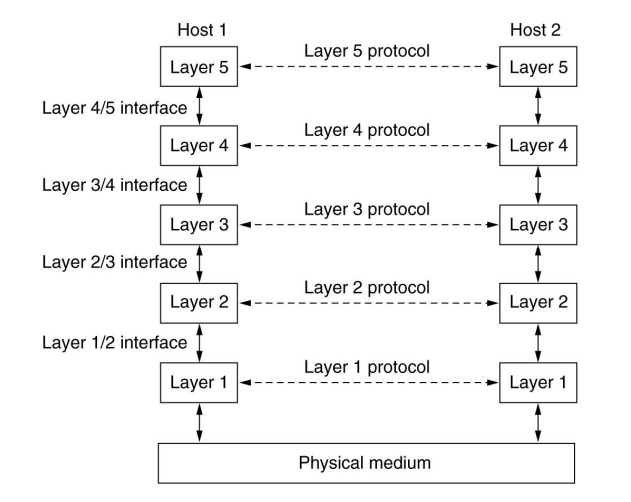 Host 1
Host 2
Layer 5 protocol
Layer 5
Layer 5
Layer 4/5 interface
Layer 4 protocol
Layer 4
Layer 4
Layer 3/4 interface
Layer 3 protocol
Layer 3
Layer 3
Layer 2/3 interface
Layer 2 protocol
Layer 2
Layer 2
Layer 1/2 interface
Layer 1 protocol
Layer 1
Layer 1
Physical medium